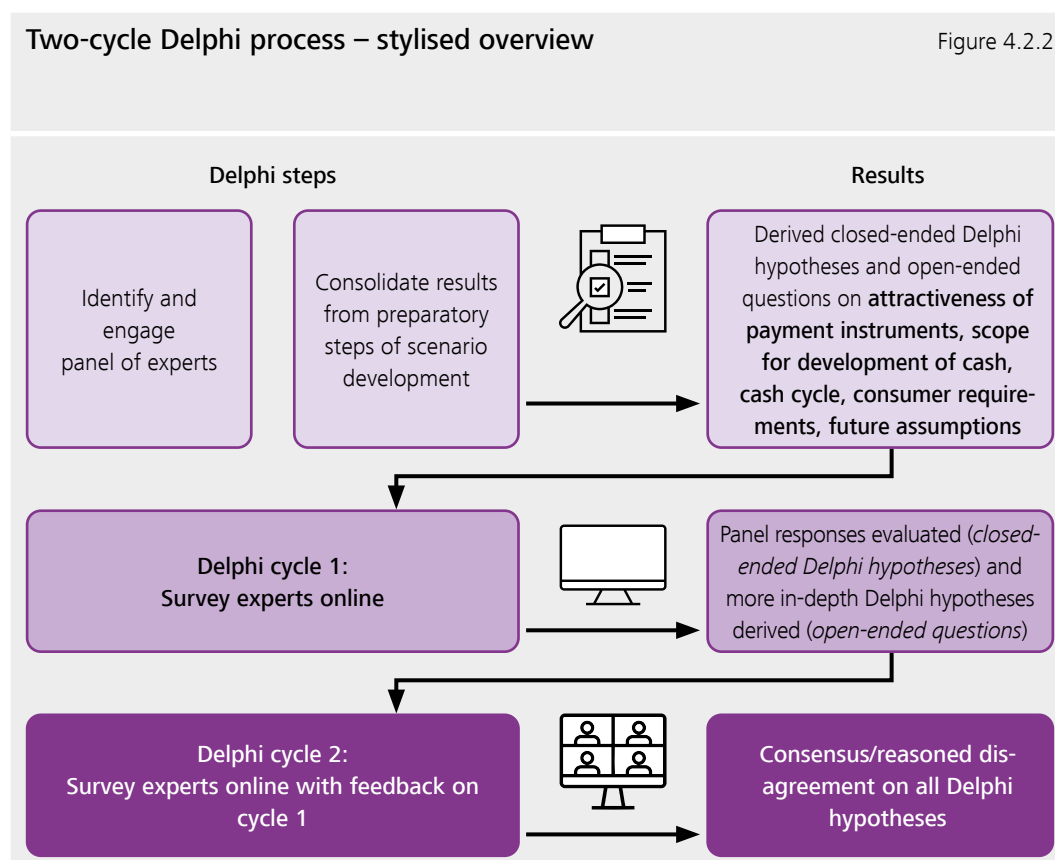 Two-cycle Delphi process – stylised overview
Figure 4.2.2
Delphi steps
Results
Identify and
engage
panel of experts
Consolidate results
from preparatory
steps of scenario
development
Derived closed-ended Delphi
hypotheses and open-ended
questions on attractiveness of
payment instruments, scope
for development of cash,
cash cycle, consumer require-
ments, future assumptions
Delphi cycle 1:
Survey experts online
Panel responses evaluated (closed-
ended Delphi hypotheses) and
more in-depth Delphi hypotheses
derived (open-ended questions)
Delphi cycle 2:
Survey experts online with feedback on
cycle 1
Consensus/reasoned dis-
agreement on all Delphi
hypotheses